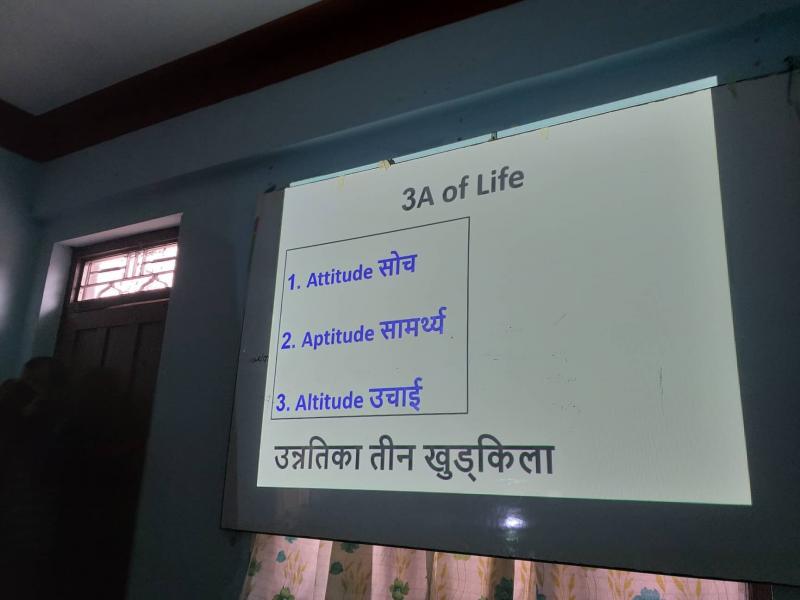 3A of Life
1. Attitude सोच
2. Aptitude सामर्थ्य
3. Altitude उचाई
उन्नतिका तीन खुड्किला